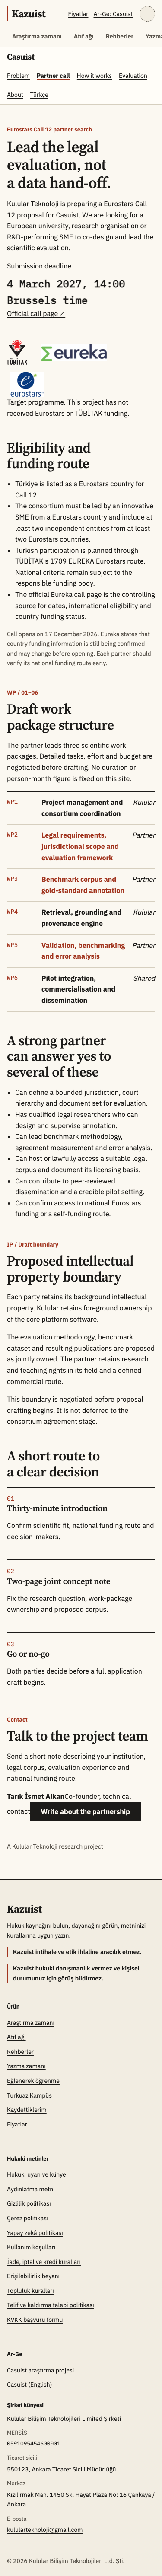 Kazuist
Fiyatlar Ar-Ge: Casuist
Araştırma zamanı Atıf ağı Rehberler Yazma
Casuist
Problem Partner call How it works Evaluation
About Türkçe
Eurostars Call 12 partner search
Lead the legal
evaluation, not
a data hand-off.
Kulular Teknoloji is preparing a Eurostars Call
12 proposal for Casuist. We are looking for a
European university, research organisation or
R&D-performing SME to co-design and lead the
scientific evaluation.
Submission deadline
4 March 2027, 14:00
Brussels time
Official call page ↗
TÜBİTAK
eureka
eurostars™
Target programme. This project has not
received Eurostars or TÜBİTAK funding.
Eligibility and
funding route
• Türkiye is listed as a Eurostars country for
Call 12.
• The consortium must be led by an innovative
SME from a Eurostars country and include at
least two independent entities from at least
two Eurostars countries.
• Turkish participation is planned through
TÜBİTAK's 1709 EUREKA Eurostars route.
National criteria remain subject to the
responsible funding body.
• The official Eureka call page is the controlling
source for dates, international eligibility and
country funding status.
Call opens on 17 December 2026. Eureka states that
country funding information is still being confirmed
and may change before opening. Each partner should
verify its national funding route early.
WP / 01–06
Draft work
package structure
The partner leads three scientific work
packages. Detailed tasks, effort and budget are
negotiated before drafting. No duration or
person-month figure is fixed on this site.
WP1 Project management and Kulular
consortium coordination
WP2 Legal requirements, Partner
jurisdictional scope and
evaluation framework
WP3 Benchmark corpus and Partner
gold-standard annotation
WP4 Retrieval, grounding and Kulular
provenance engine
WP5 Validation, benchmarking Partner
and error analysis
WP6 Pilot integration, Shared
commercialisation and
dissemination
A strong partner
can answer yes to
several of these
• Can define a bounded jurisdiction, court
hierarchy and document set for evaluation.
• Has qualified legal researchers who can
design and supervise annotation.
• Can lead benchmark methodology,
agreement measurement and error analysis.
• Can host or lawfully access a suitable legal
corpus and document its licensing basis.
• Can contribute to peer-reviewed
dissemination and a credible pilot setting.
• Can confirm access to national Eurostars
funding or a self-funding route.
IP / Draft boundary
Proposed intellectual
property boundary
Each party retains its background intellectual
property. Kulular retains foreground ownership
of the core platform software.
The evaluation methodology, benchmark
dataset and resulting publications are proposed
as jointly owned. The partner retains research
and teaching rights in its field and a defined
commercial route.
This boundary is negotiated before proposal
drafting begins. It is not deferred to the
consortium agreement stage.
A short route to
a clear decision
01
Thirty-minute introduction
Confirm scientific fit, national funding route and
decision-makers.
02
Two-page joint concept note
Fix the research question, work-package
ownership and proposed corpus.
03
Go or no-go
Both parties decide before a full application
draft begins.
Contact
Talk to the project team
Send a short note describing your institution,
legal corpus, evaluation experience and
national funding route.
Tarık İsmet AlkanCo-founder, technical
contact Write about the partnership
A Kulular Teknoloji research project
Kazuist
Hukuk kaynağını bulun, dayanağını görün, metninizi
kurallarına uygun yazın.
Kazuist intihale ve etik ihlaline aracılık etmez.
Kazuist hukuki danışmanlık vermez ve kişisel
durumunuz için görüş bildirmez.
Ürün
Araştırma zamanı
Atıf ağı
Rehberler
Yazma zamanı
Eğlenerek öğrenme
Turkuaz Kampüs
Kaydettiklerim
Fiyatlar
Hukuki metinler
Hukuki uyarı ve künye
Aydınlatma metni
Gizlilik politikası
Çerez politikası
Yapay zekâ politikası
Kullanım koşulları
İade, iptal ve kredi kuralları
Erişilebilirlik beyanı
Topluluk kuralları
Telif ve kaldırma talebi politikası
KVKK başvuru formu
Ar-Ge
Casuist araştırma projesi
Casuist (English)
Şirket künyesi
Kulular Bilişim Teknolojileri Limited Şirketi
MERSİS
0591095454600001
Ticaret sicili
550123, Ankara Ticaret Sicili Müdürlüğü
Merkez
Kızılırmak Mah. 1450 Sk. Hayat Plaza No: 16 Çankaya /
Ankara
E-posta
kulularteknoloji@gmail.com
© 2026 Kulular Bilişim Teknolojileri Ltd. Şti.